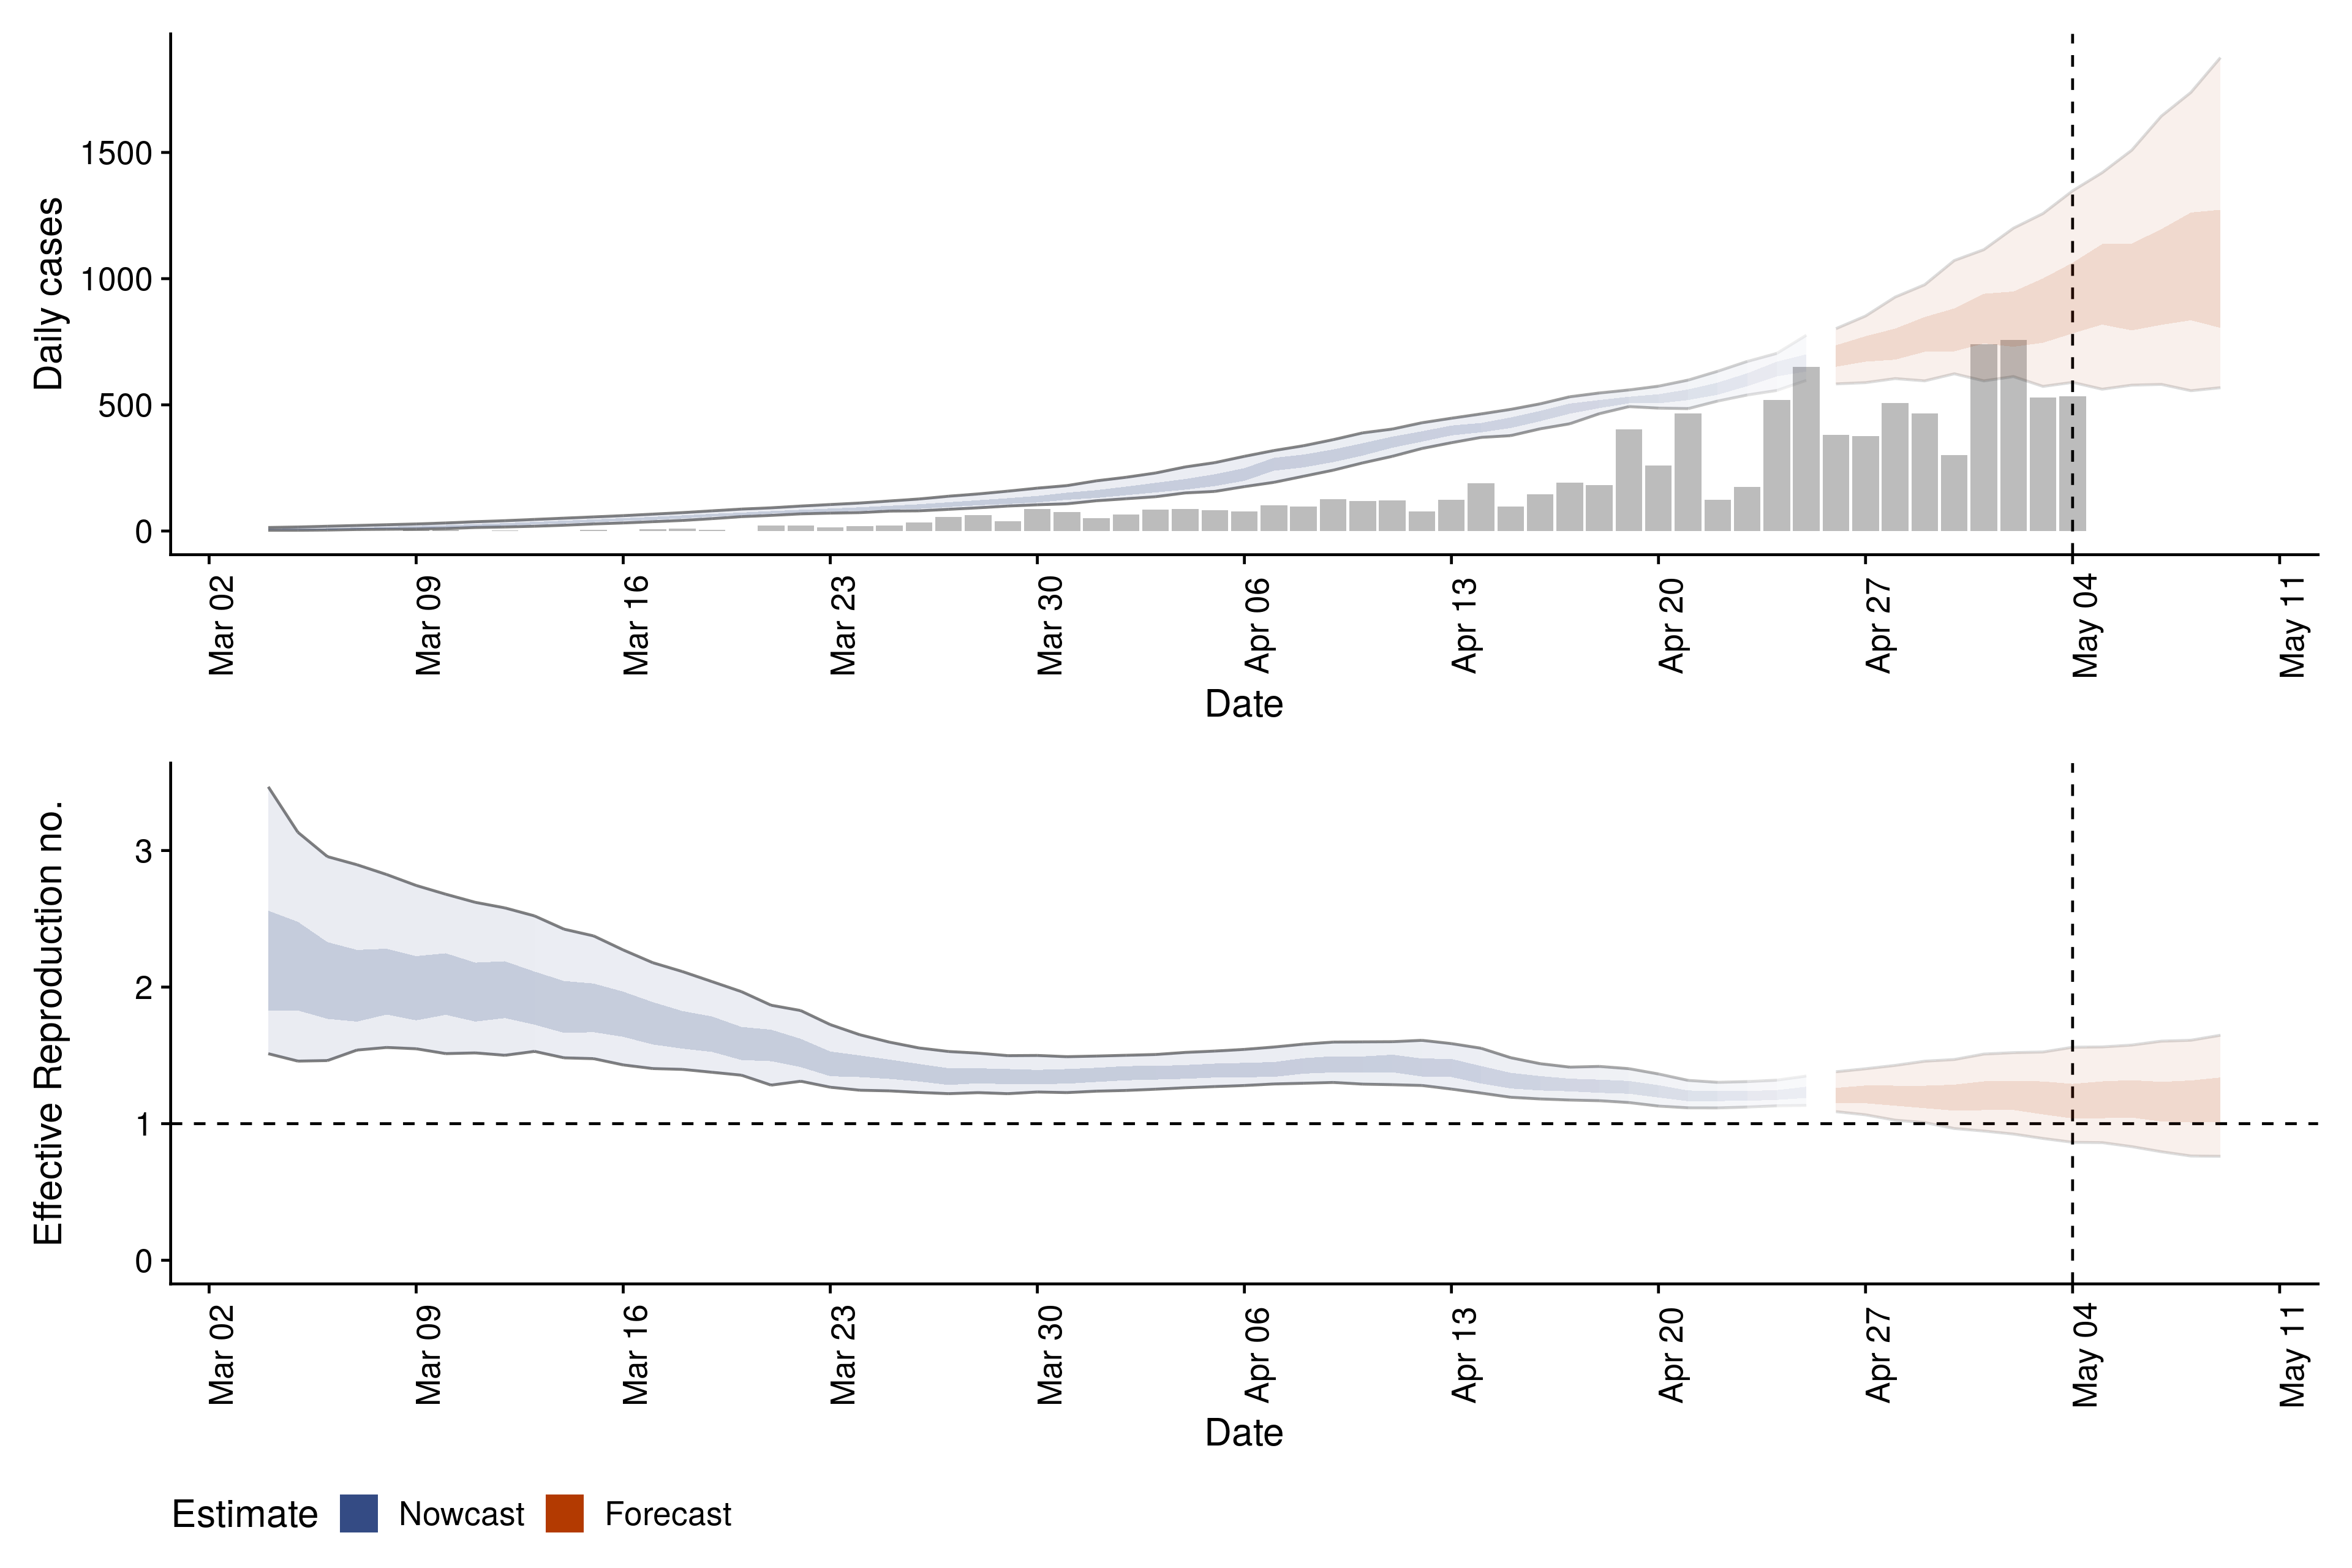 Daily cases
1500
1000
500
0
Mar 02
Mar 09
Mar 16
Mar 23
Mar 30
Apr 06
Apr 13
Apr 20
Apr 27
May 04
May 11
Date
Effective Reproduction no.
3
2
1
0
Mar 02
Mar 09
Mar 16
Mar 23
Mar 30
Apr 06
Apr 13
Apr 20
Apr 27
May 04
May 11
Date
Estimate Nowcast Forecast